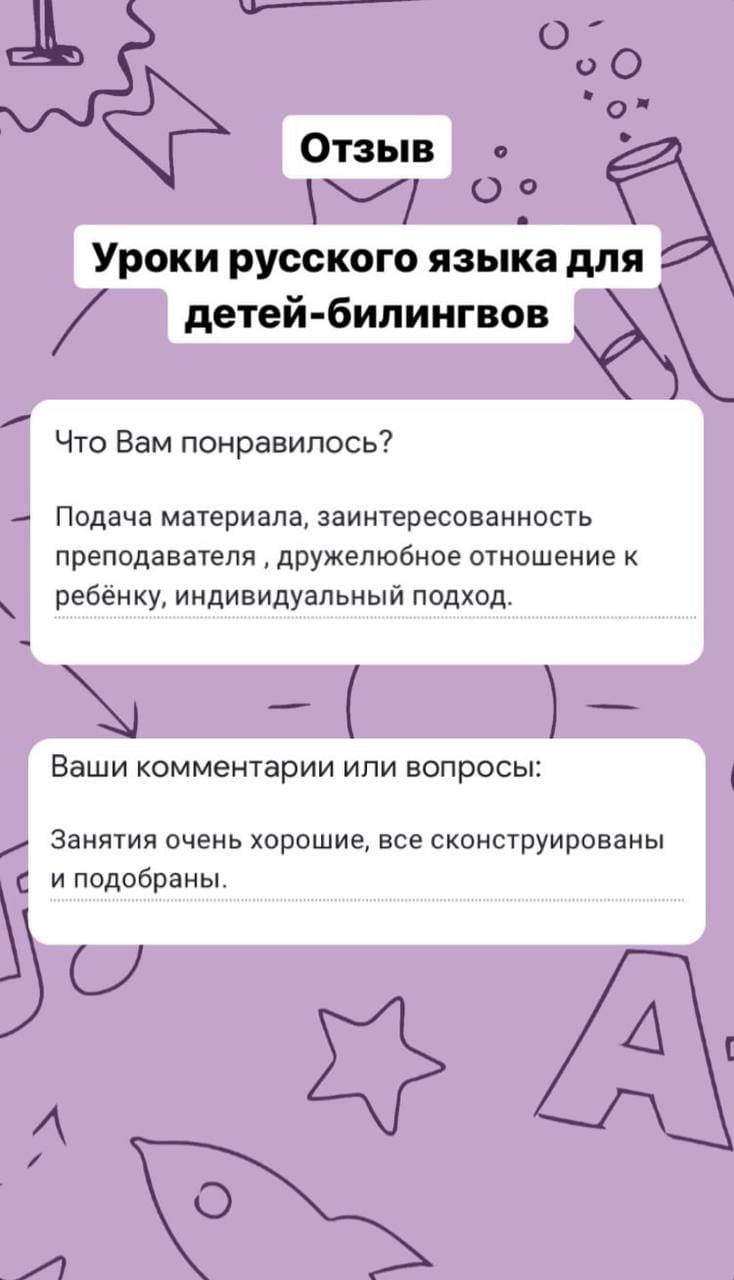 Отзыв
Уроки русского языка для
детей-билингвов
Что Вам понравилось?
Подача материала, заинтересованность
преподавателя , дружелюбное отношение к
ребёнку, индивидуальный подход.
Ваши комментарии или вопросы:
Занятия очень хорошие, все сконструированы
и подобраны.
A